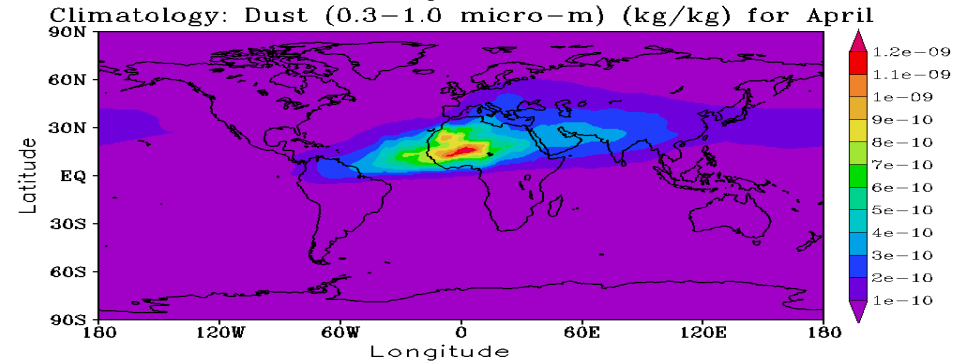 Climatology: Dust (0.3−1.0 micro−m) (kg/kg) for April
90N
60N
30N
EQ
30S
60S
90S
Latitude
180
120W
60W
0
60E
120E
180
Longitude
1.2e−09
1.1e−09
1e−09
9e−10
8e−10
7e−10
6e−10
5e−10
4e−10
3e−10
2e−10
1e−10